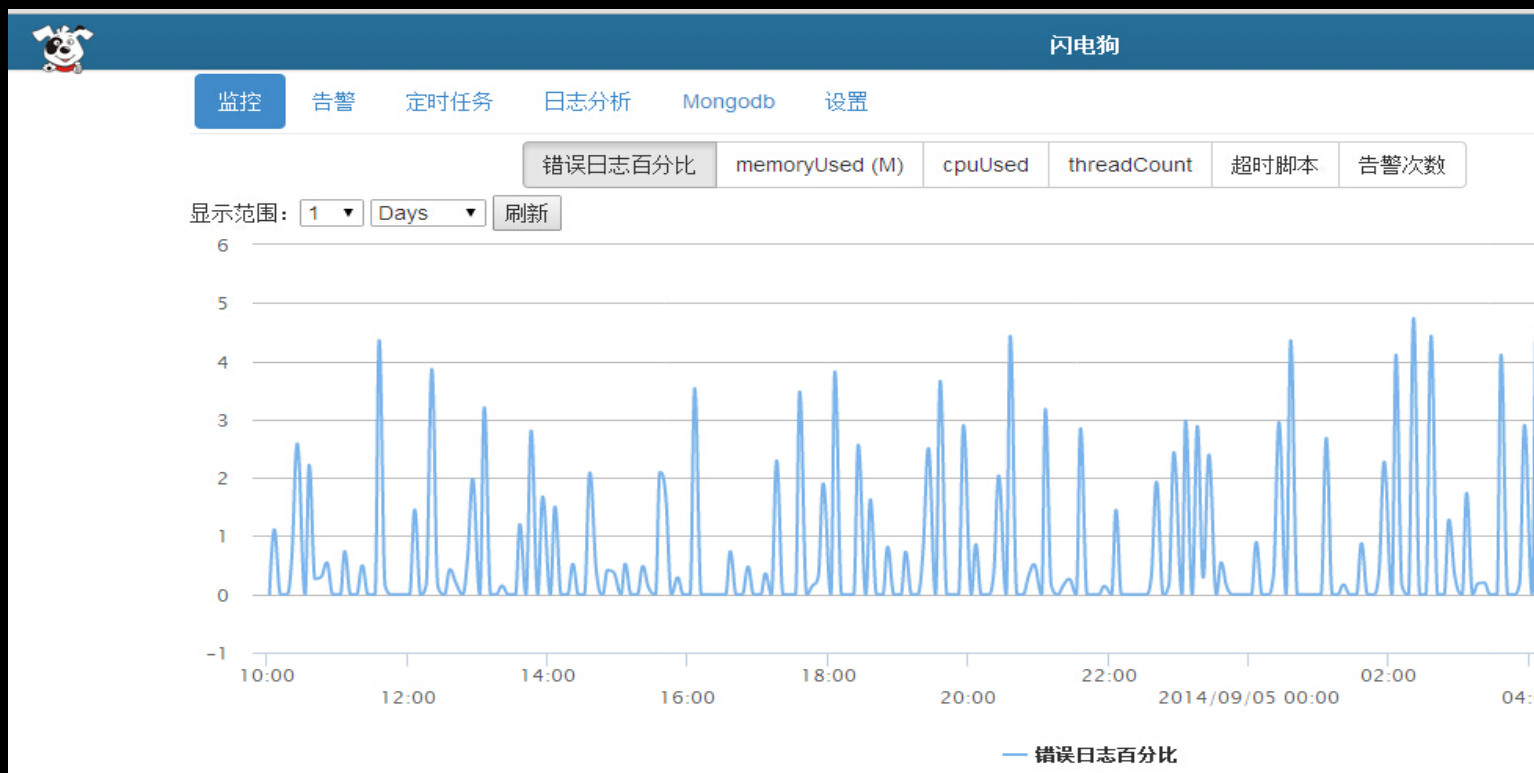 闪电狗
监控 告警 定时任务 日志分析 Mongodb 设置
错误日志百分比 memoryUsed (M) cpuUsed threadCount 超时脚本 告警次数
显示范围： 1 Days 刷新
6
5
4
3
2
1
0
-1
10:00 14:00 18:00 22:00 02:00
12:00 16:00 20:00 2014/09/05 00:00 04:
错误日志百分比